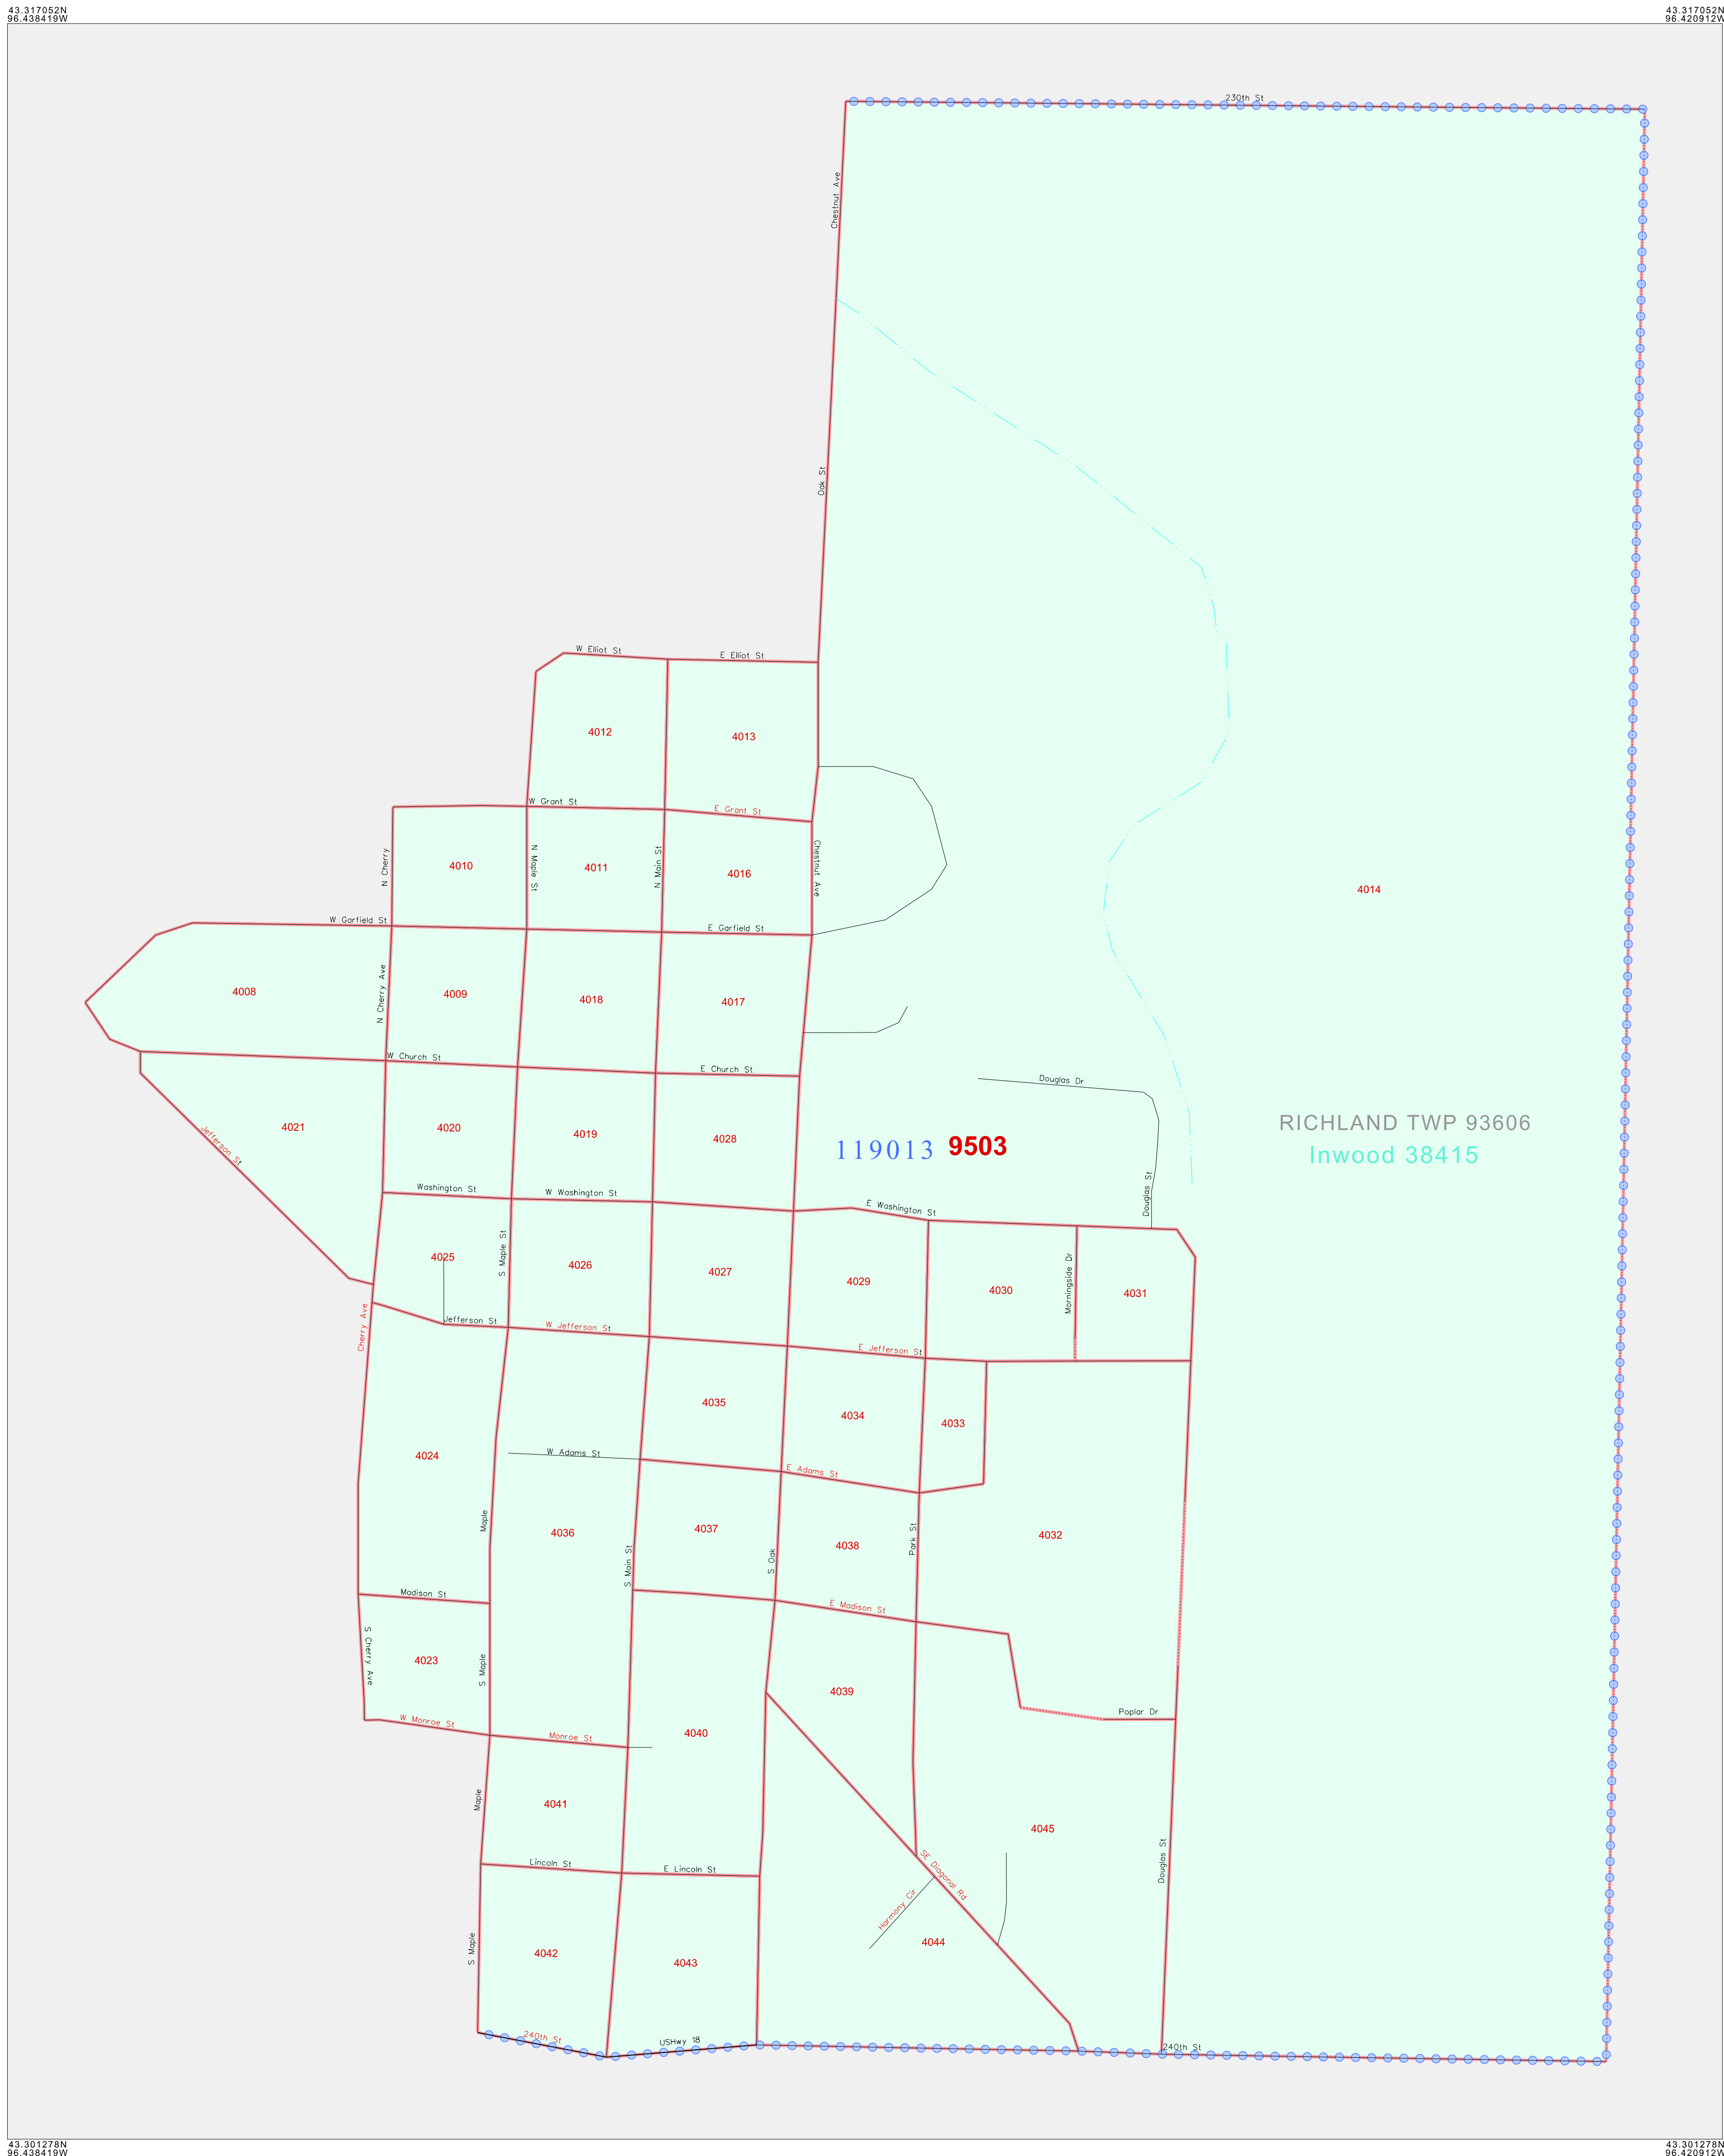 43.317052N
96.438419W
43.317052N
96.420912W
230th St
Chestnut Ave
Oak St
W Elliot St
E Elliot St
4012
4013
W Grant St
E Grant St
N Cherry
4010
N Maple St
4011
N Main St
4016
Chestnut Ave
4014
W Garfield St
E Garfield St
4008
N Cherry Ave
4009
4018
4017
W Church St
E Church St
Douglas Dr
Jefferson St
4021
4020
4019
4028
119013
9503
RICHLAND TWP 93606
Inwood 38415
Washington St
W Washington St
E Washington St
Douglas St
4025
S Maple St
4026
4027
4029
4030
Morningside Dr
4031
Cherry Ave
Jefferson St
W Jefferson St
E Jefferson St
4035
4034
4033
4024
W Adams St
E Adams St
Maple
4036
S Main St
4037
S Oak
4038
Park St
4032
Madison St
E Madison St
S Cherry Ave
4023
S Maple
4039
W Monroe St
Monroe St
4040
Poplar Dr
Maple
4041
4045
Lincoln St
E Lincoln St
SE Diagonal Rd
Harmony Cir
Douglas St
S Maple
4042
4043
4044
240th St
USHwy 18
240th St
43.301278N
96.438419W
43.301278N
96.420912W